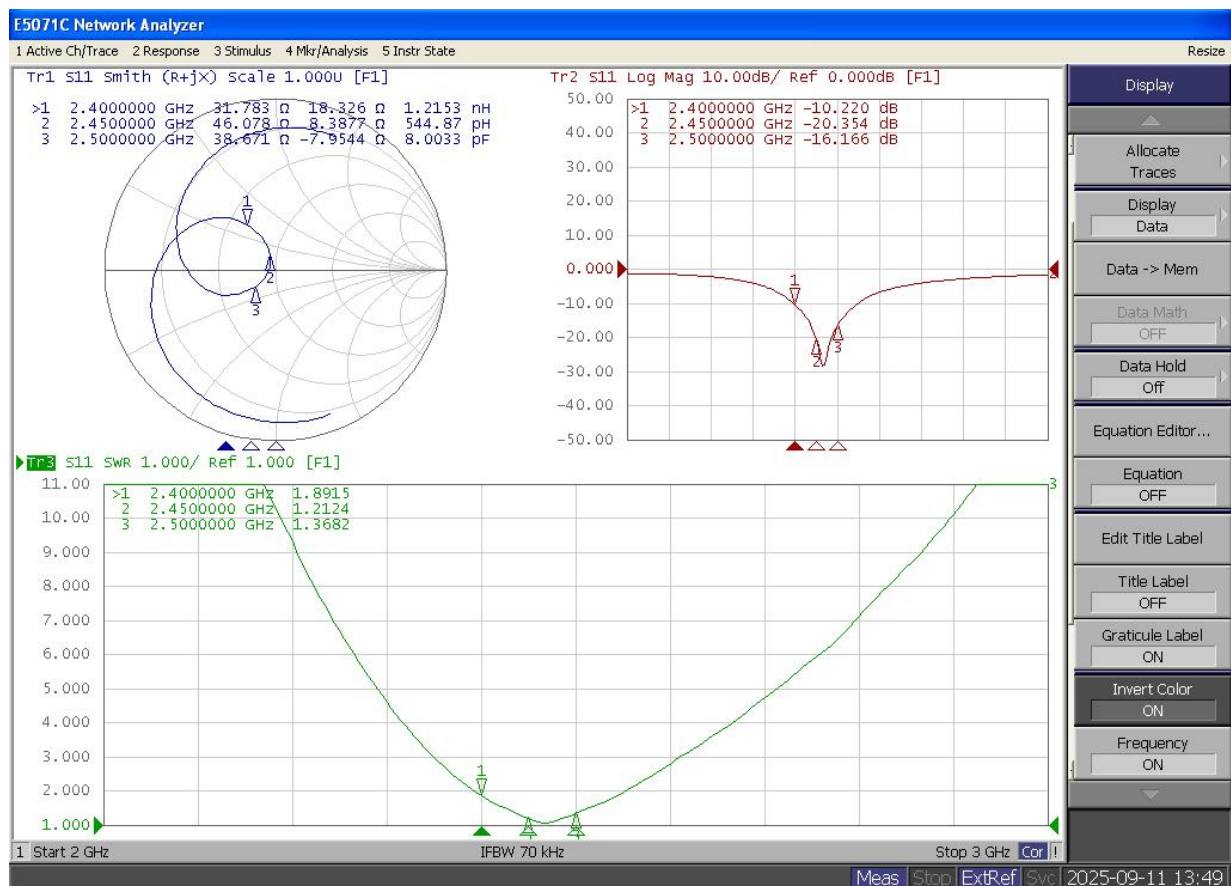 E5071C Network Analyzer
1 Active Ch/Trace 2 Response 3 Stimulus 4 Mkr/Analysis 5 Instr State Resize
Tr1 S11 Smith (R+jX) Scale 1.000U [F1]
>1 2.4000000 GHz 31.783 Ω 18.326 Ω 1.2153 nH
2 2.4500000 GHz 46.078 Ω 8.3877 Ω 544.87 pH
3 2.5000000 GHz 38.671 Ω -7.9544 Ω 8.0033 pF
1
2
3
Tr2 S11 Log Mag 10.00dB/ Ref 0.000dB [F1]
50.00
>1 2.4000000 GHz -10.220 dB
2 2.4500000 GHz -20.354 dB
3 2.5000000 GHz -16.166 dB
40.00
30.00
20.00
10.00
0.000
-10.00
-20.00
-30.00
-40.00
-50.00
1
2
3
2
Tr3 S11 SWR 1.000/ Ref 1.000 [F1]
11.00
>1 2.4000000 GHz 1.8915
2 2.4500000 GHz 1.2124
3 2.5000000 GHz 1.3682
10.00
9.000
8.000
7.000
6.000
5.000
4.000
3.000
2.000
1.000
1
3
1 Start 2 GHz IFBW 70 kHz Stop 3 GHz Cor !
Display
Allocate
Traces
Display
Data
Data -> Mem
Data Math
OFF
Data Hold
Off
Equation Editor...
Equation
OFF
Edit Title Label
Title Label
OFF
Graticule Label
ON
Invert Color
ON
Frequency
ON
Meas Stop ExtRef Svc 2025-09-11 13:49